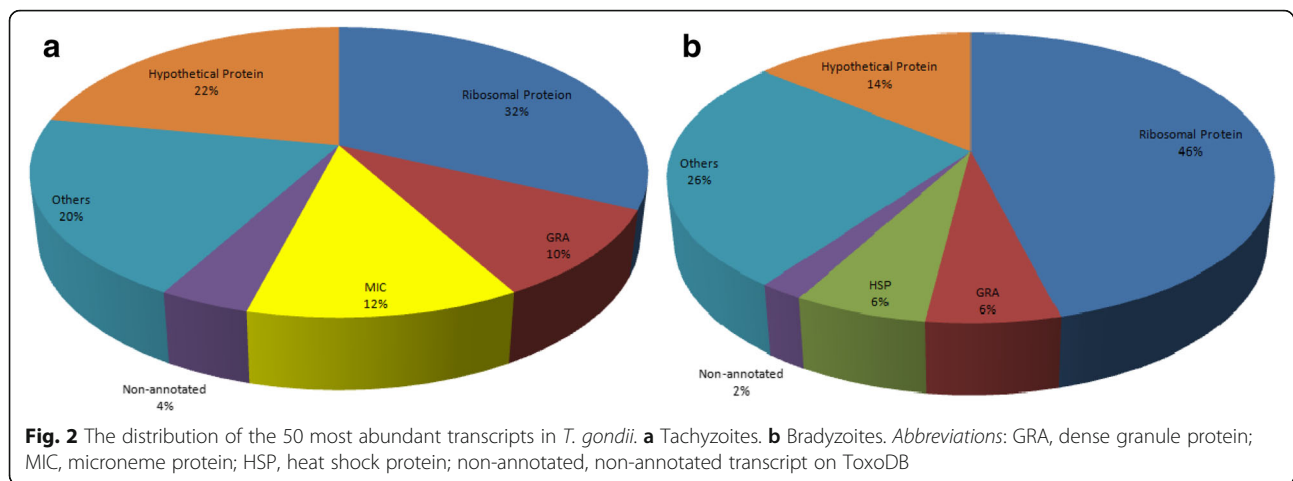 a
Hypothetical Protein
22%
Ribosomal Proteion
32%
GRA
10%
MIC
12%
Non-annotated
4%
Others
20%
b
Hypothetical Protein
14%
Ribosomal Protein
46%
GRA
6%
HSP
6%
Non-annotated
2%
Others
26%
Fig. 2 The distribution of the 50 most abundant transcripts in T. gondii. a Tachyzoites. b Bradyzoites. Abbreviations: GRA, dense granule protein;
MIC, microneme protein; HSP, heat shock protein; non-annotated, non-annotated transcript on ToxoDB